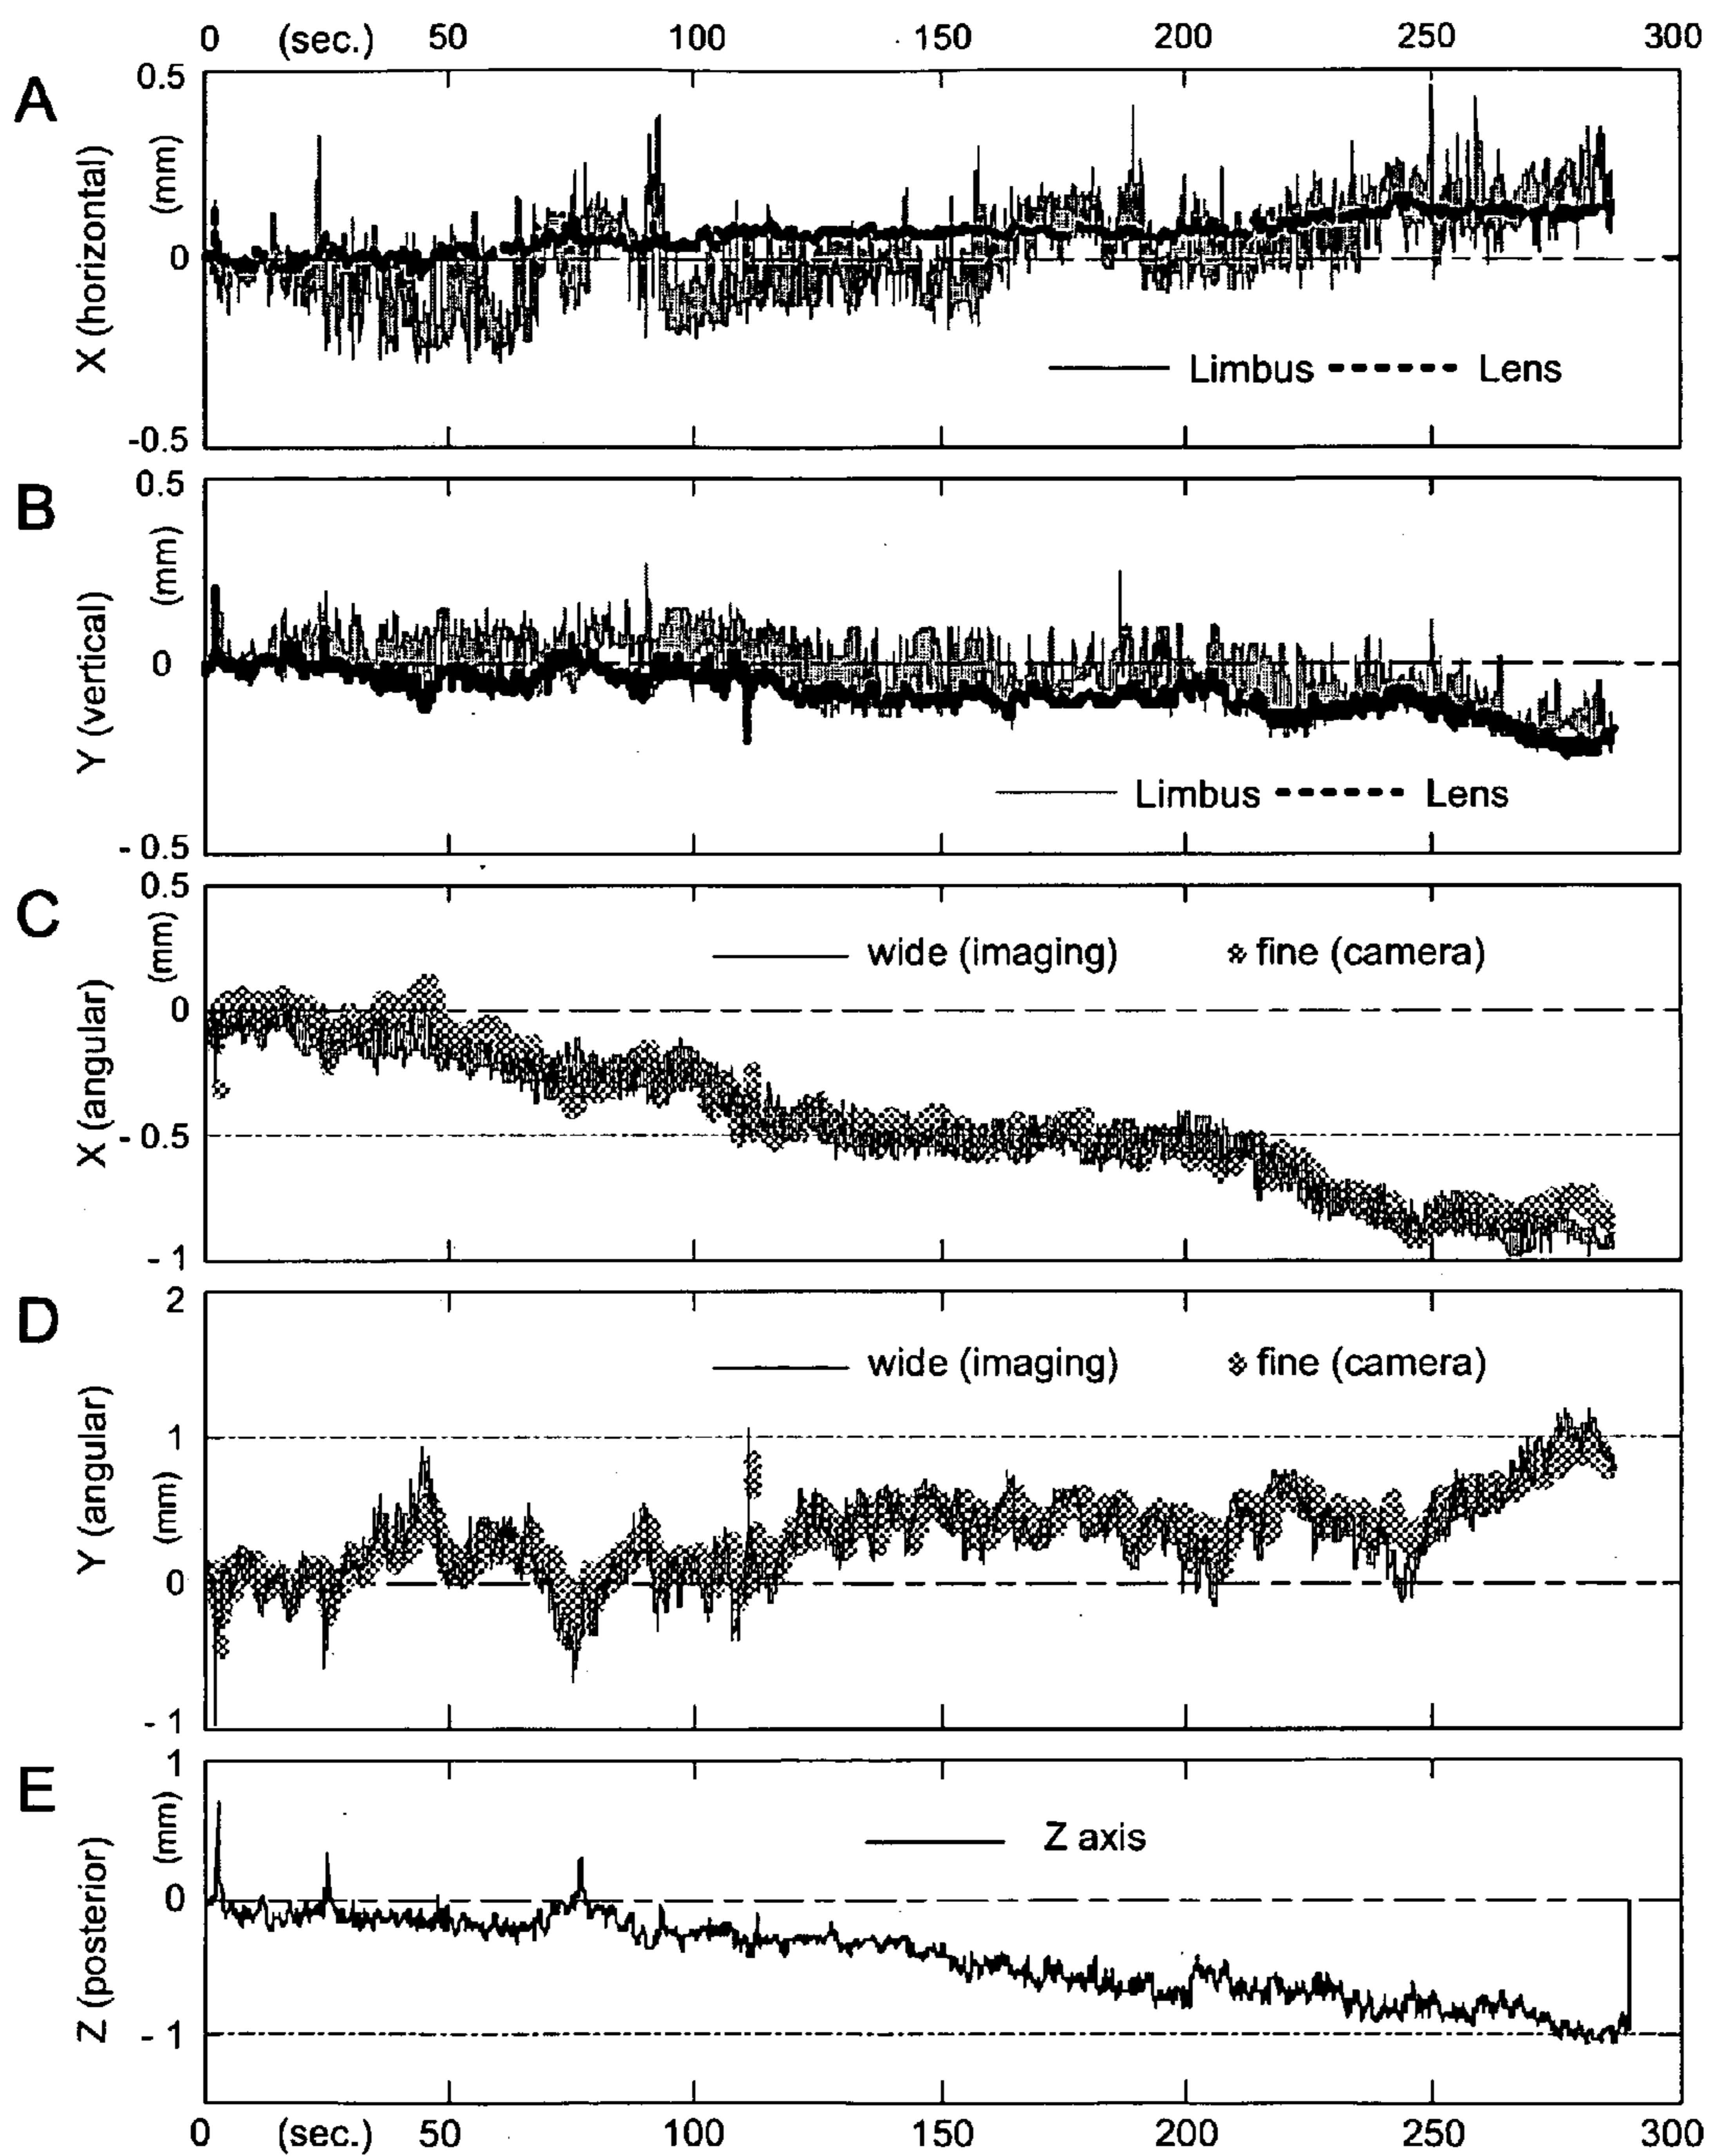 0 (sec.) 50 100 150 200 250 300
A
X (horizontal)
(mm)
0.5
0
-0.5
Limbus Lens
B
Y (vertical)
(mm)
0.5
0
- 0.5
Limbus Lens
C
X (angular)
(mm)
0.5
0
- 0.5
- 1
wide (imaging) fine (camera)
D
Y (angular)
(mm)
2
1
0
- 1
wide (imaging) fine (camera)
E
Z (posterior)
(mm)
1
0
- 1
Z axis
0 (sec.) 50 100 150 200 250 300